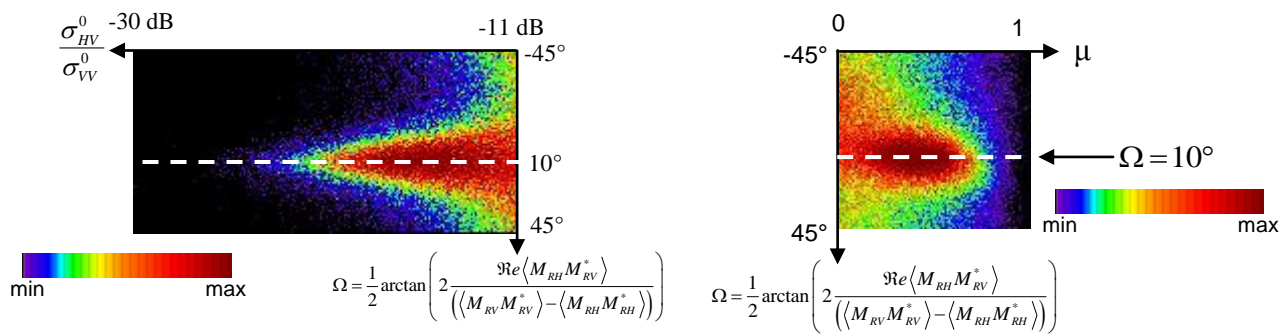 σ⁰_HV / σ⁰_VV
-30 dB
-11 dB
-45°
10°
45°
min max
Ω = 1/2 arctan ( 2 ℜe⟨M_RH M*_RV⟩ / (⟨M_RV M*_RV⟩ − ⟨M_RH M*_RH⟩) )
0 1
μ
-45°
Ω = 10°
45°
min max
Ω = 1/2 arctan ( 2 ℜe⟨M_RH M*_RV⟩ / (⟨M_RV M*_RV⟩ − ⟨M_RH M*_RH⟩) )